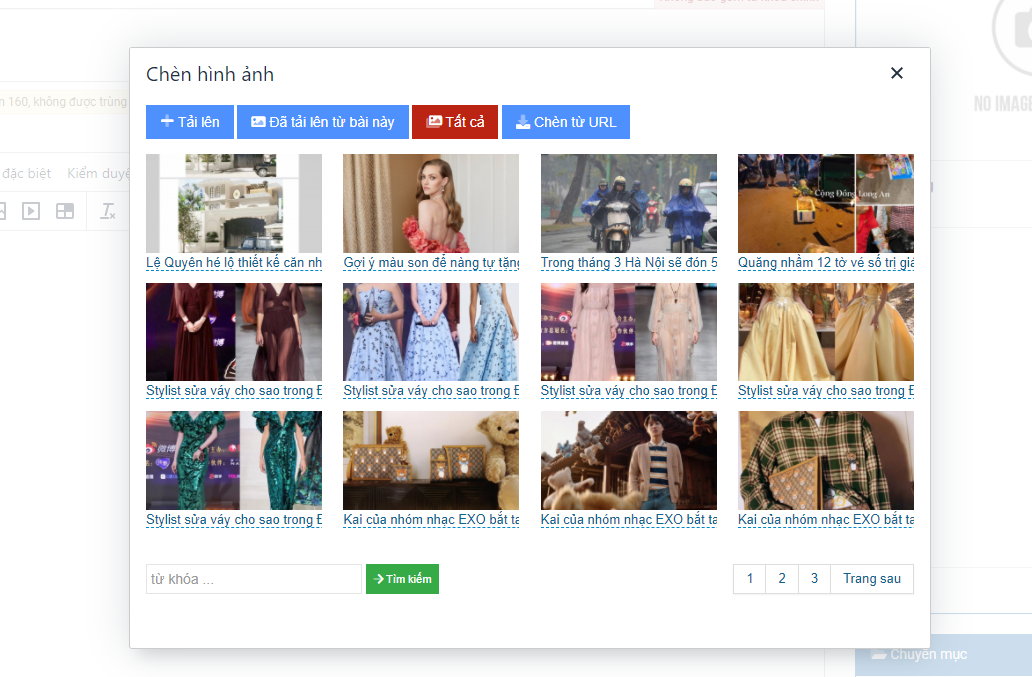 Chèn hình ảnh
Tải lên
Đã tải lên từ bài này
Tất cả
Chèn từ URL
Lệ Quyên hé lộ thiết kế căn nh
Gợi ý màu son để nàng tự tặng
Trong tháng 3 Hà Nội sẽ đón 5
Quăng nhầm 12 tờ vé số trị giá
Cộng Đồng Long An
Stylist sửa váy cho sao trong Đ
Stylist sửa váy cho sao trong Đ
Stylist sửa váy cho sao trong Đ
Stylist sửa váy cho sao trong Đ
Stylist sửa váy cho sao trong Đ
Kai của nhóm nhạc EXO bắt ta
Kai của nhóm nhạc EXO bắt ta
Kai của nhóm nhạc EXO bắt ta
từ khóa ...
Tìm kiếm
1 2 3 Trang sau
n 160, không được trùng
đặc biệt Kiểm duyệ
NO IMAGE
Chuyên mục